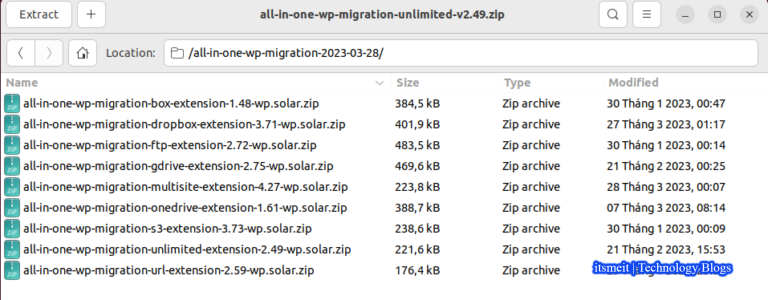 Extract + all-in-one-wp-migration-unlimited-v2.49.zip
Location: /all-in-one-wp-migration-2023-03-28/
Name Size Type Modified
all-in-one-wp-migration-box-extension-1.48-wp.solar.zip 384,5 kB Zip archive 30 Tháng 1 2023, 00:47
all-in-one-wp-migration-dropbox-extension-3.71-wp.solar.zip 401,9 kB Zip archive 27 Tháng 3 2023, 01:17
all-in-one-wp-migration-ftp-extension-2.72-wp.solar.zip 483,5 kB Zip archive 30 Tháng 1 2023, 00:14
all-in-one-wp-migration-gdrive-extension-2.75-wp.solar.zip 469,6 kB Zip archive 21 Tháng 2 2023, 00:25
all-in-one-wp-migration-multisite-extension-4.27-wp.solar.zip 223,8 kB Zip archive 28 Tháng 3 2023, 00:07
all-in-one-wp-migration-onedrive-extension-1.61-wp.solar.zip 388,7 kB Zip archive 07 Tháng 3 2023, 08:14
all-in-one-wp-migration-s3-extension-3.73-wp.solar.zip 238,6 kB Zip archive 30 Tháng 1 2023, 00:09
all-in-one-wp-migration-unlimited-extension-2.49-wp.solar.zip 221,6 kB Zip archive 21 Tháng 2 2023, 15:53
all-in-one-wp-migration-url-extension-2.59-wp.solar.zip 176,4 kB Zip archive
itsmeit | Technology Blogs